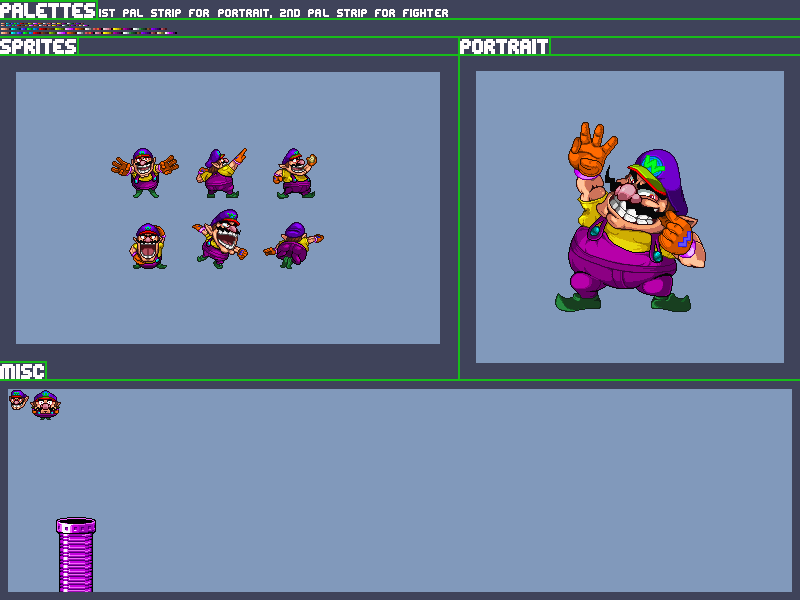 PALETTES 1ST PAL STRIP FOR PORTRAIT, 2ND PAL STRIP FOR FIGHTER
SPRITES
PORTRAIT
MISC